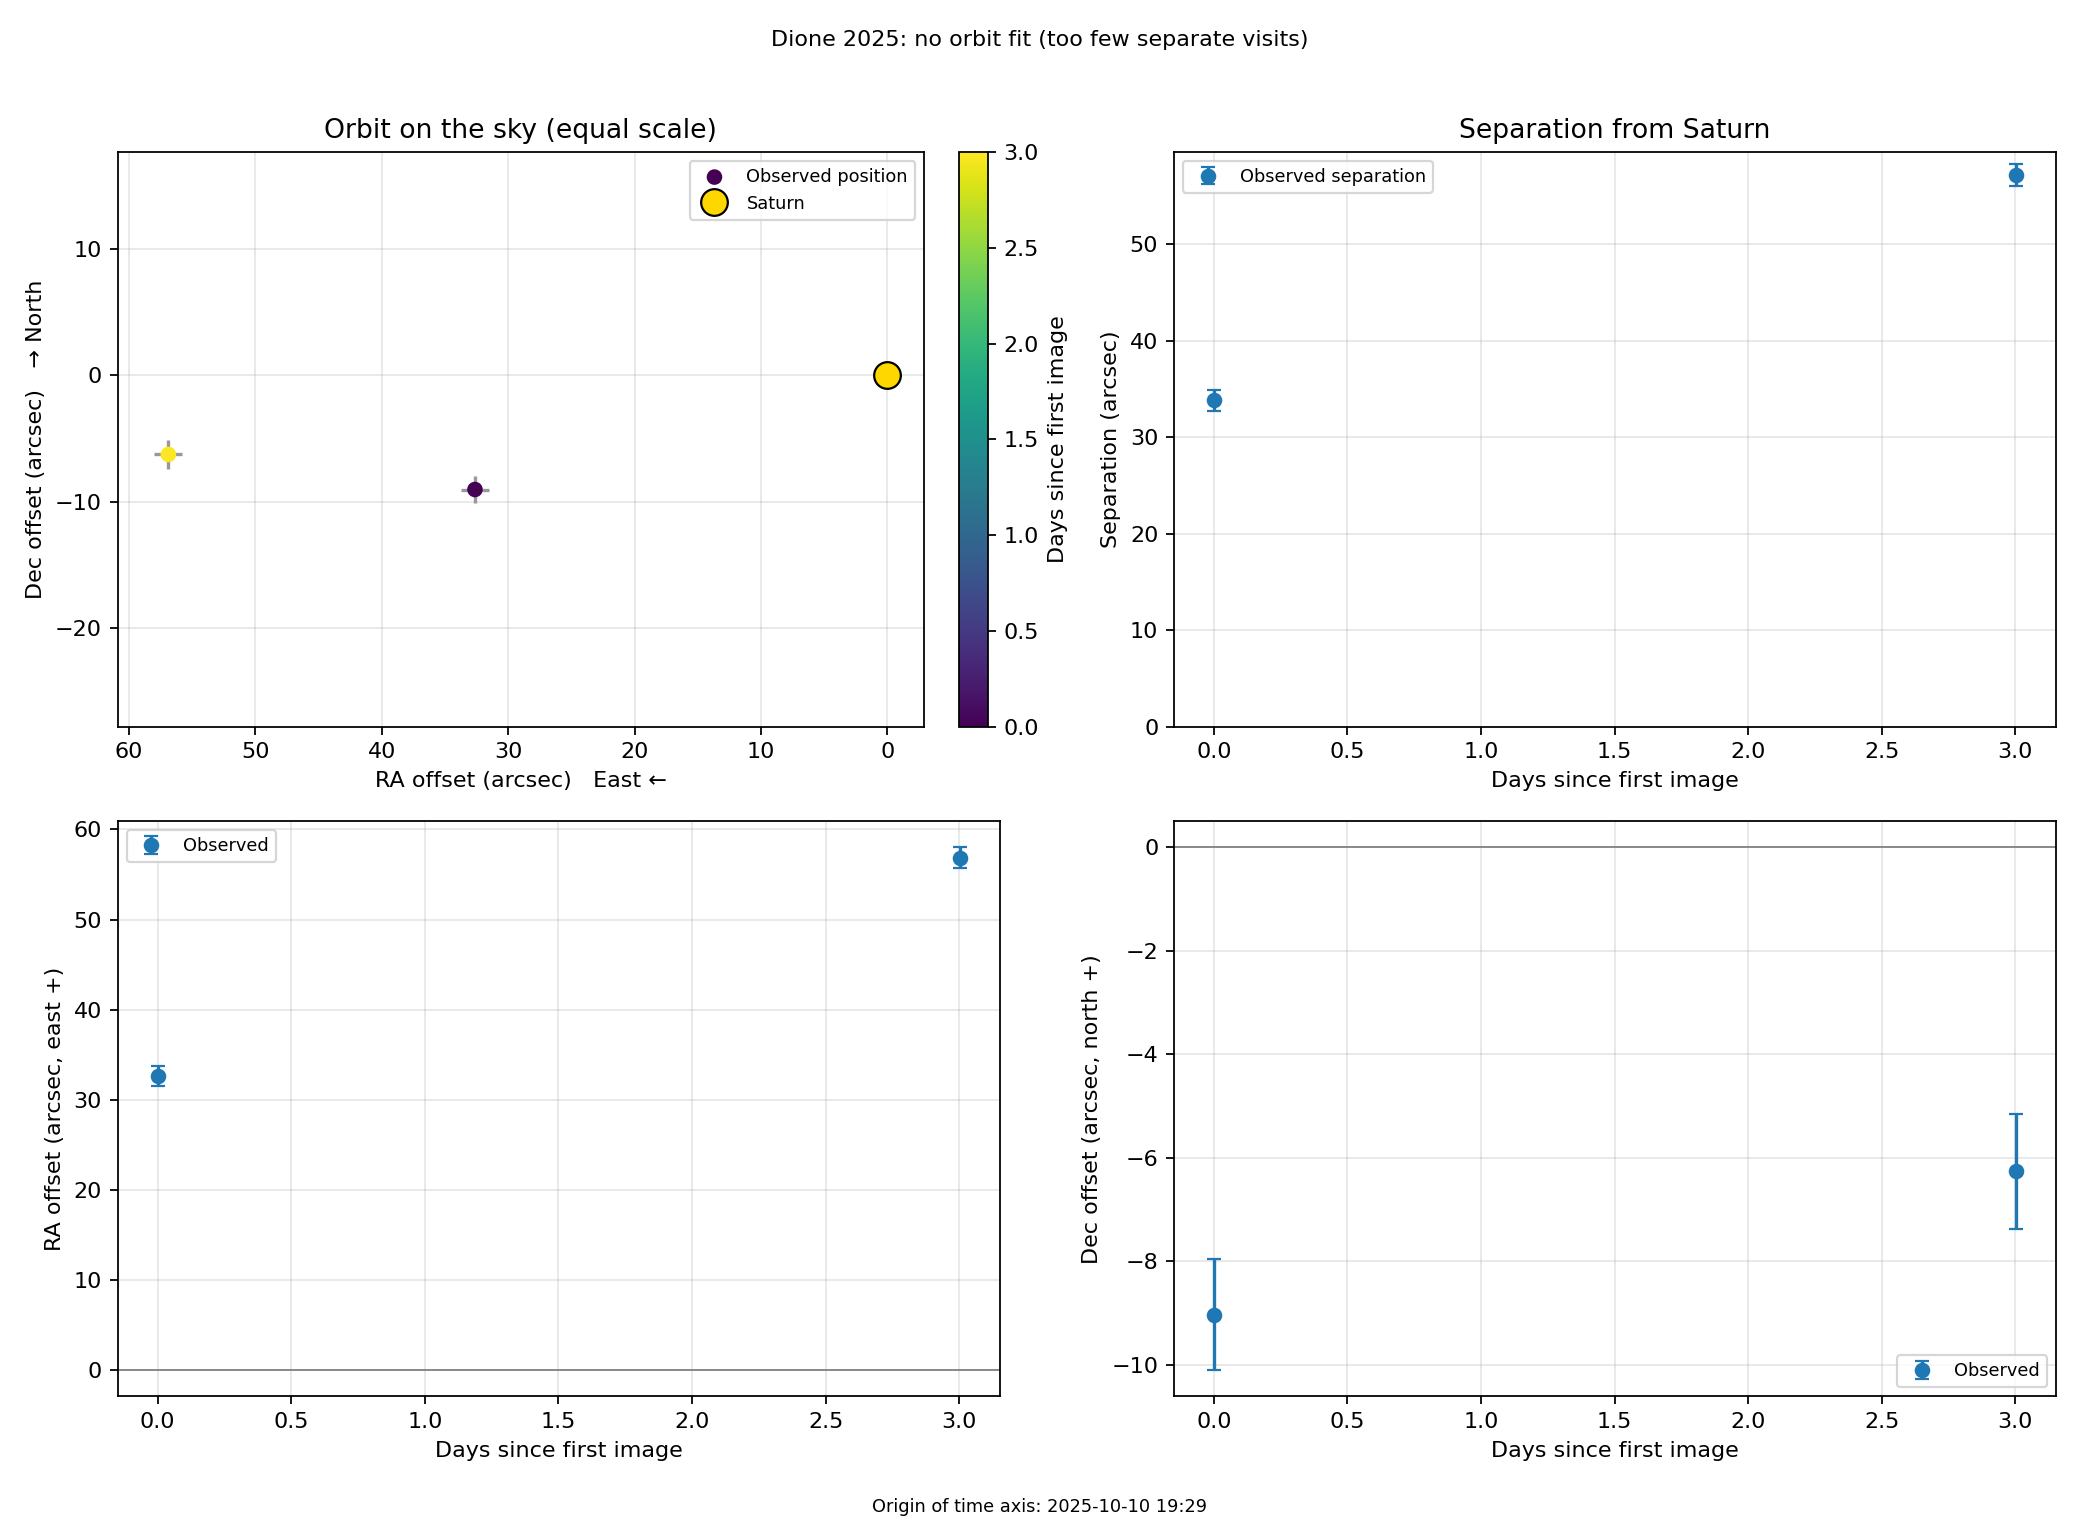 Dione 2025: no orbit fit (too few separate visits)
Orbit on the sky (equal scale)
Observed position
Saturn
10
0
−10
−20
Dec offset (arcsec)   → North
60 50 40 30 20 10 0
RA offset (arcsec)   East ←
3.0
2.5
2.0
1.5
1.0
0.5
0.0
Days since first image
Separation from Saturn
Observed separation
50
40
30
20
10
0
Separation (arcsec)
0.0 0.5 1.0 1.5 2.0 2.5 3.0
Days since first image
Observed
60
50
40
30
20
10
0
RA offset (arcsec, east +)
0.0 0.5 1.0 1.5 2.0 2.5 3.0
Days since first image
0
−2
−4
−6
−8
−10
Dec offset (arcsec, north +)
Observed
0.0 0.5 1.0 1.5 2.0 2.5 3.0
Days since first image
Origin of time axis: 2025-10-10 19:29